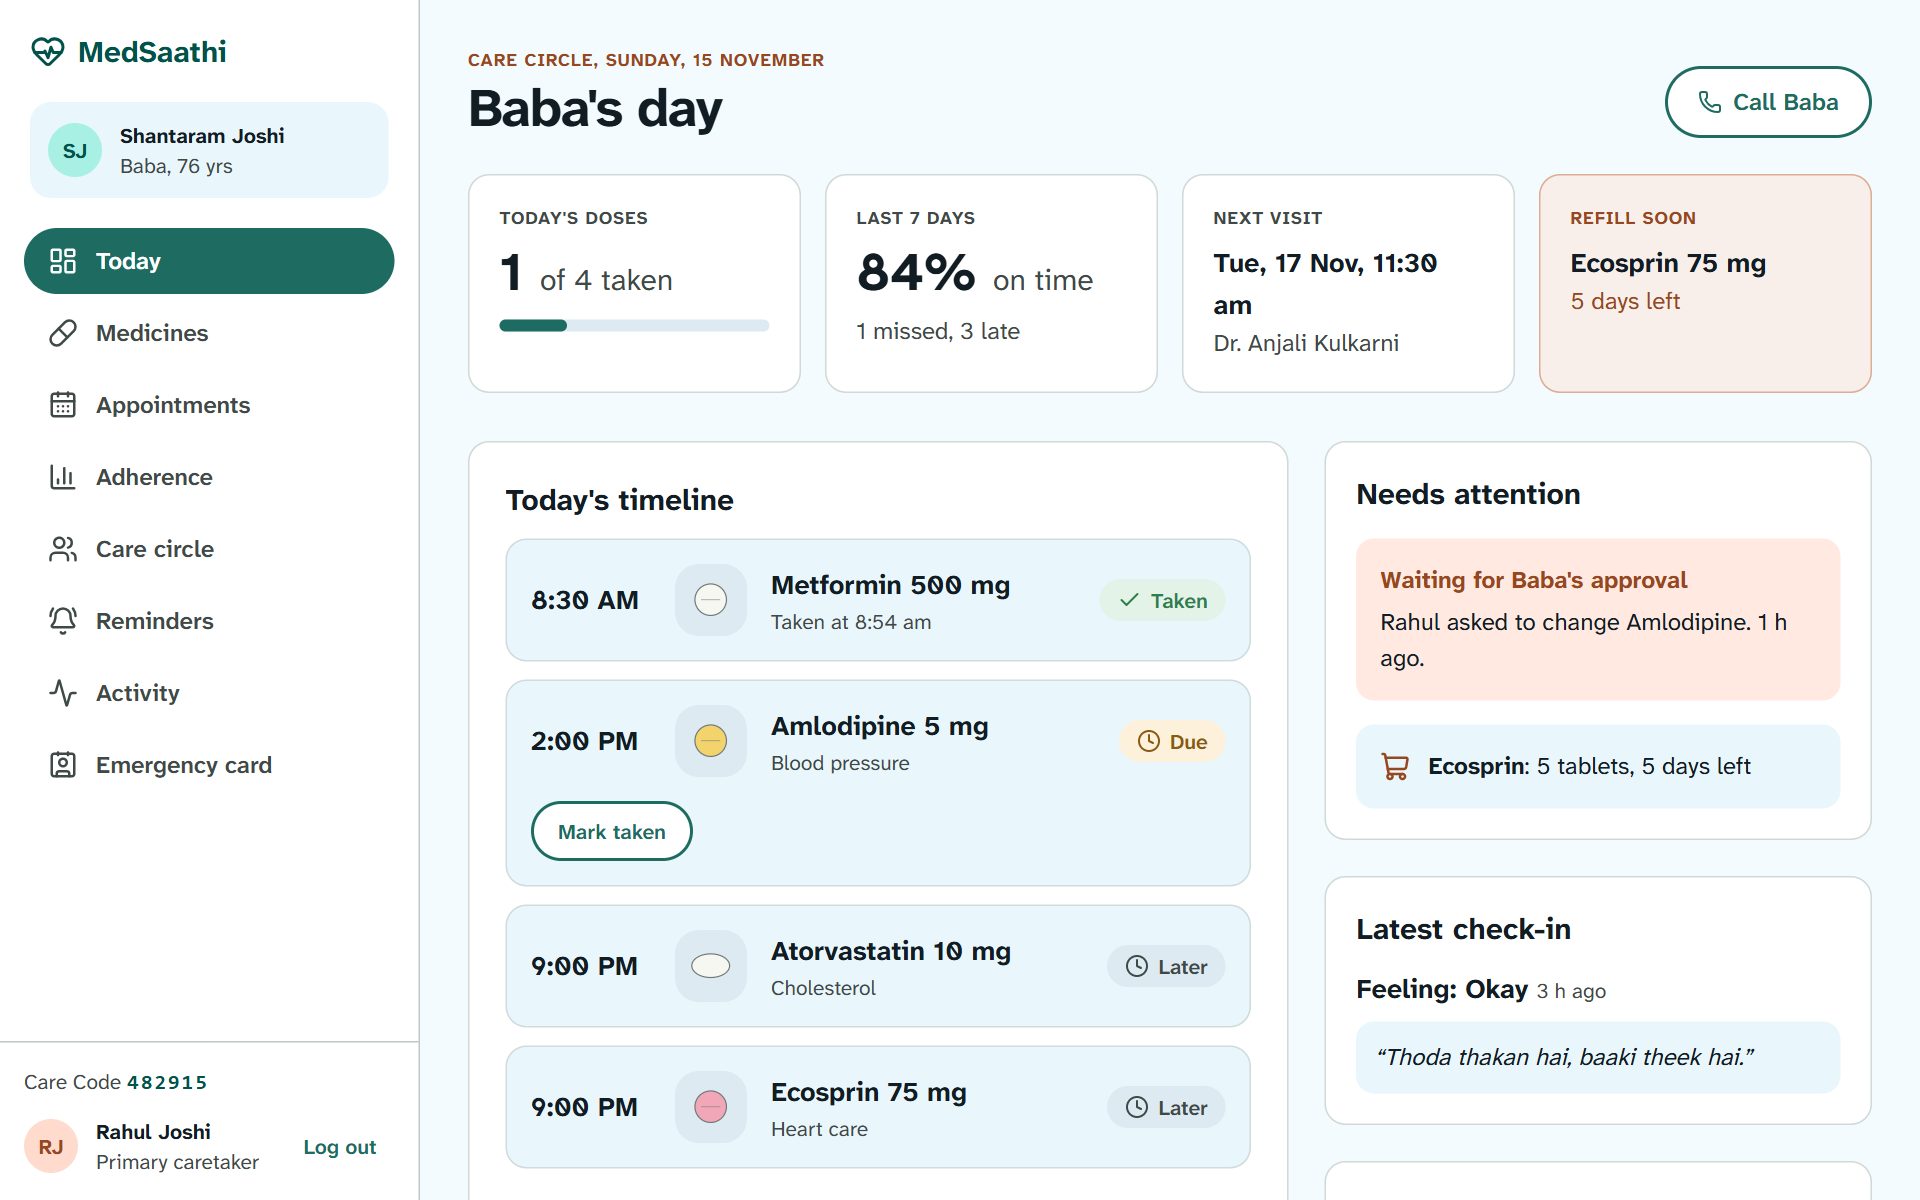 MedSaathi
SJ
Shantaram Joshi
Baba, 76 yrs
Today
Medicines
Appointments
Adherence
Care circle
Reminders
Activity
Emergency card
Care Code 482915
RJ
Rahul Joshi
Primary caretaker
Log out
CARE CIRCLE, SUNDAY, 15 NOVEMBER
Baba's day
Call Baba
TODAY'S DOSES
1 of 4 taken
LAST 7 DAYS
84% on time
1 missed, 3 late
NEXT VISIT
Tue, 17 Nov, 11:30
am
Dr. Anjali Kulkarni
REFILL SOON
Ecosprin 75 mg
5 days left
Today's timeline
8:30 AM
Metformin 500 mg
Taken at 8:54 am
Taken
2:00 PM
Amlodipine 5 mg
Blood pressure
Due
Mark taken
9:00 PM
Atorvastatin 10 mg
Cholesterol
Later
9:00 PM
Ecosprin 75 mg
Heart care
Later
Needs attention
Waiting for Baba's approval
Rahul asked to change Amlodipine. 1 h
ago.
Ecosprin: 5 tablets, 5 days left
Latest check-in
Feeling: Okay 3 h ago
“Thoda thakan hai, baaki theek hai.”